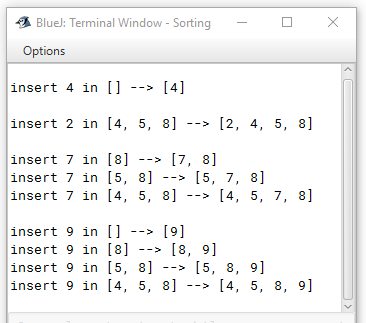 BlueJ: Terminal Window - Sorting
Options
insert 4 in [] --> [4]
insert 2 in [4, 5, 8] --> [2, 4, 5, 8]
insert 7 in [8] --> [7, 8]
insert 7 in [5, 8] --> [5, 7, 8]
insert 7 in [4, 5, 8] --> [4, 5, 7, 8]
insert 9 in [] --> [9]
insert 9 in [8] --> [8, 9]
insert 9 in [5, 8] --> [5, 8, 9]
insert 9 in [4, 5, 8] --> [4, 5, 8, 9]